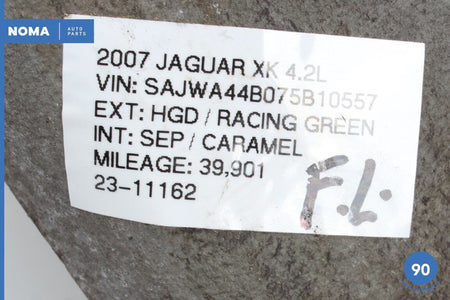 NOMA AUTO PARTS
2007 JAGUAR XK 4.2L
VIN: SAJWA44B075B10557
EXT: HGD / RACING GREEN
INT: SEP / CARAMEL
MILEAGE: 39,901
23-11162
F.L.
90